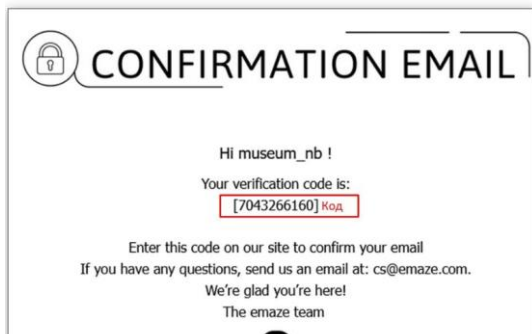 CONFIRMATION EMAIL
Hi museum_nb !
Your verification code is:
[7043266160] Код
Enter this code on our site to confirm your email
If you have any questions, send us an email at: cs@emaze.com.
We're glad you're here!
The emaze team